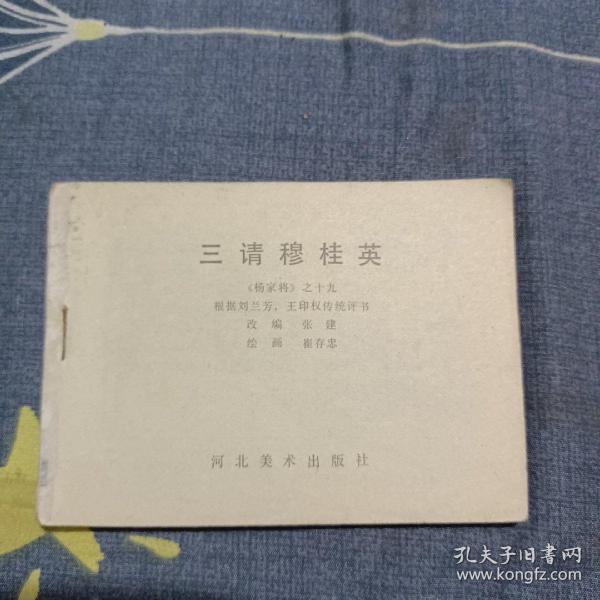 三请穆桂英
《杨家将》之十九
根据刘兰芳，王印权传统评书
改编 张建
绘画 崔存忠
河北美术出版社
孔夫子旧书网
www.kongfz.com